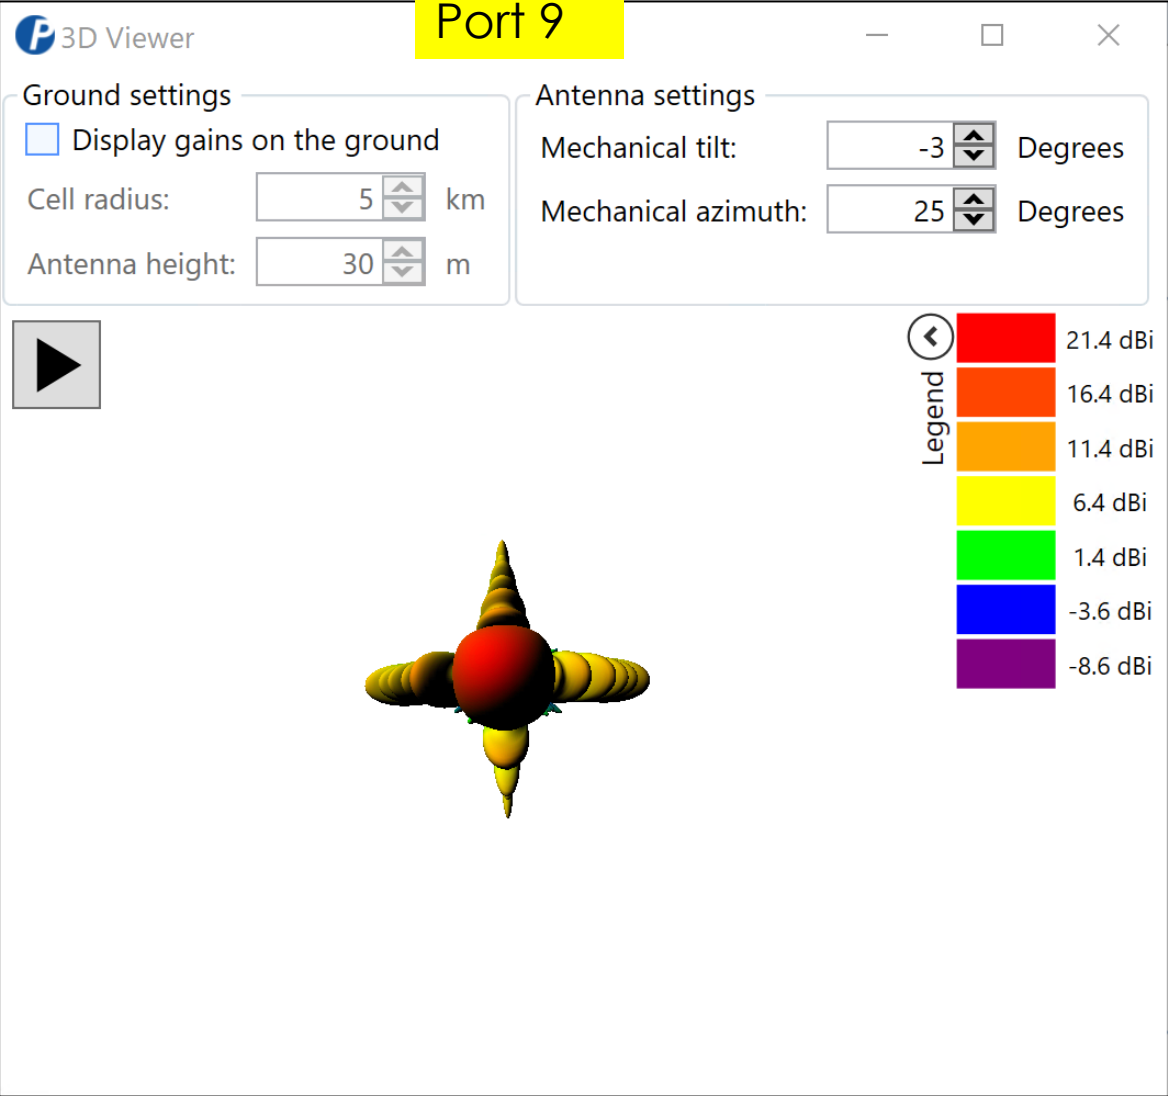 Port 9
3D Viewer
Ground settings
Display gains on the ground
Cell radius: 5 km
Antenna height: 30 m
Antenna settings
Mechanical tilt: -3 Degrees
Mechanical azimuth: 25 Degrees
Legend
21.4 dBi
16.4 dBi
11.4 dBi
6.4 dBi
1.4 dBi
-3.6 dBi
-8.6 dBi